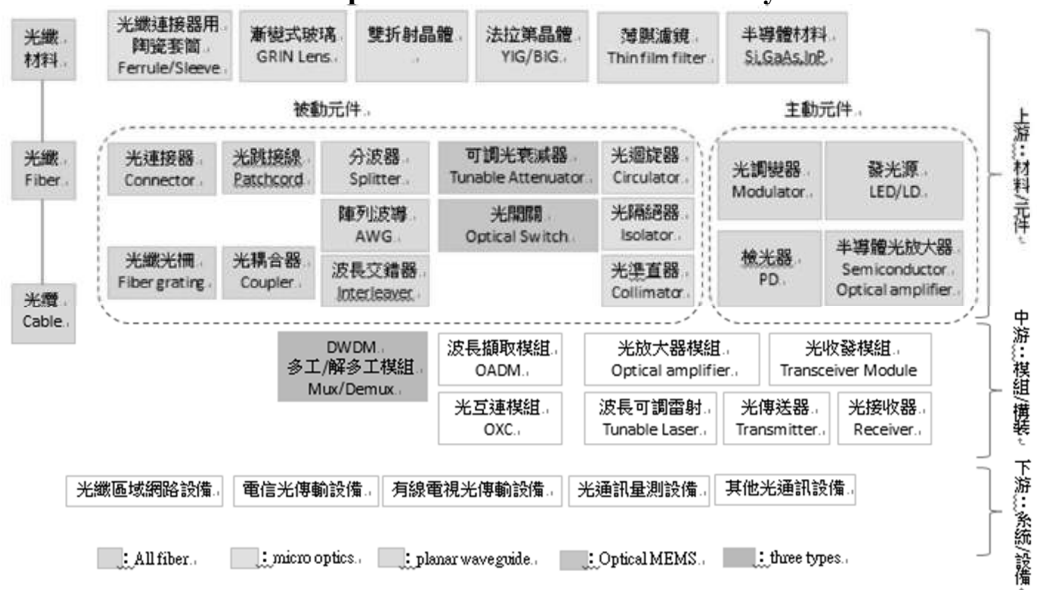 光纖
材料
光纖連接器用
陶瓷套筒
Ferrule/Sleeve
漸變式玻璃
GRIN Lens
雙折射晶體
法拉第晶體
YIG/BIG
薄膜濾鏡
Thin film filter
半導體材料
Si,GaAs,InP
被動元件
主動元件
光纖
Fiber
光連接器
Connector
光跳接線
Patchcord
分波器
Splitter
可調光衰減器
Tunable Attenuator
光迴旋器
Circulator
光調變器
Modulator
發光源
LED/LD
陣列波導
AWG
光開關
Optical Switch
光隔絕器
Isolator
光纖光柵
Fiber grating
光耦合器
Coupler
波長交錯器
Interleaver
光準直器
Collimator
檢光器
PD
半導體光放大器
Semiconductor
Optical amplifier
光纜
Cable
上游：材料/元件
DWDM
多工/解多工模組
Mux/Demux
波長擷取模組
OADM
光放大器模組
Optical amplifier
光收發模組
Transceiver Module
光互連模組
OXC
波長可調雷射
Tunable Laser
光傳送器
Transmitter
光接收器
Receiver
中游：模組/構裝
光纖區域網路設備
電信光傳輸設備
有線電視光傳輸設備
光通訊量測設備
其他光通訊設備
下游：系統/設備
：All fiber
：micro optics
：planar waveguide
：Optical MEMS
：three types